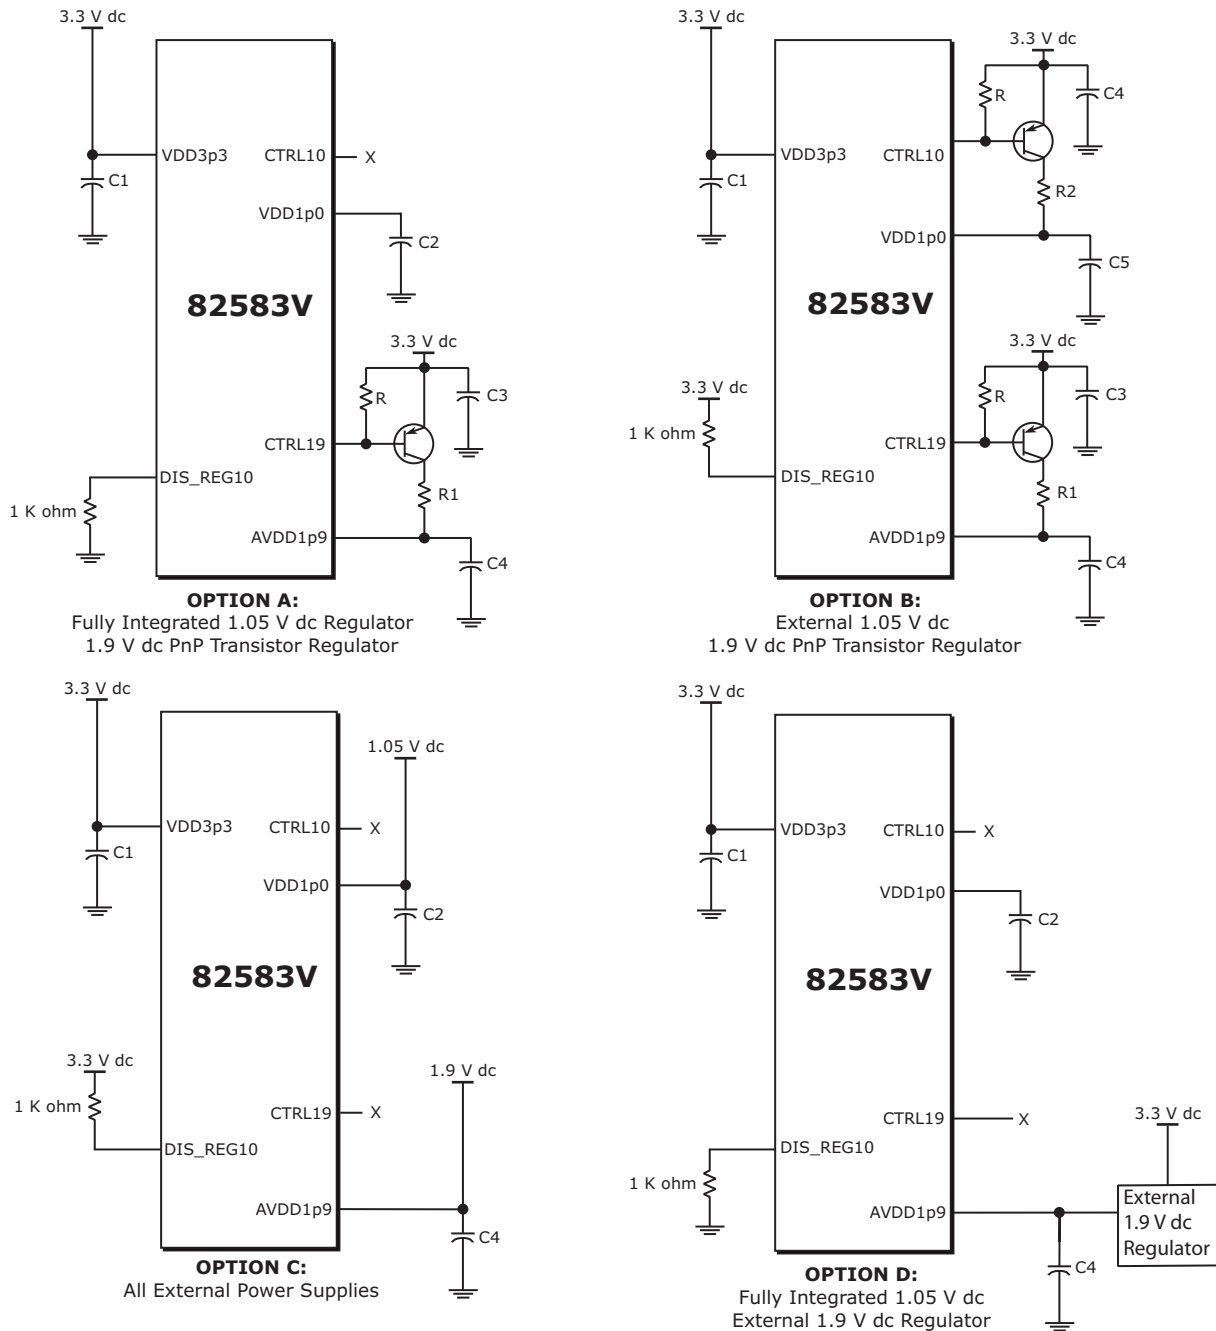 3.3 V dc
VDD3p3
C1
CTRL10
X
VDD1p0
C2
82583V
3.3 V dc
R
C3
CTRL19
DIS_REG10
1 K ohm
R1
AVDD1p9
C4
OPTION A:
Fully Integrated 1.05 V dc Regulator
1.9 V dc PnP Transistor Regulator
3.3 V dc
3.3 V dc
R
C4
VDD3p3
C1
CTRL10
R2
VDD1p0
C5
82583V
3.3 V dc
3.3 V dc
R
C3
1 K ohm
CTRL19
DIS_REG10
R1
AVDD1p9
C4
OPTION B:
External 1.05 V dc
1.9 V dc PnP Transistor Regulator
3.3 V dc
1.05 V dc
VDD3p3
C1
CTRL10
X
VDD1p0
C2
82583V
3.3 V dc
1 K ohm
1.9 V dc
CTRL19
X
DIS_REG10
AVDD1p9
C4
OPTION C:
All External Power Supplies
3.3 V dc
VDD3p3
C1
CTRL10
X
VDD1p0
C2
82583V
CTRL19
X
3.3 V dc
DIS_REG10
1 K ohm
AVDD1p9
External
1.9 V dc
Regulator
C4
OPTION D:
Fully Integrated 1.05 V dc
External 1.9 V dc Regulator